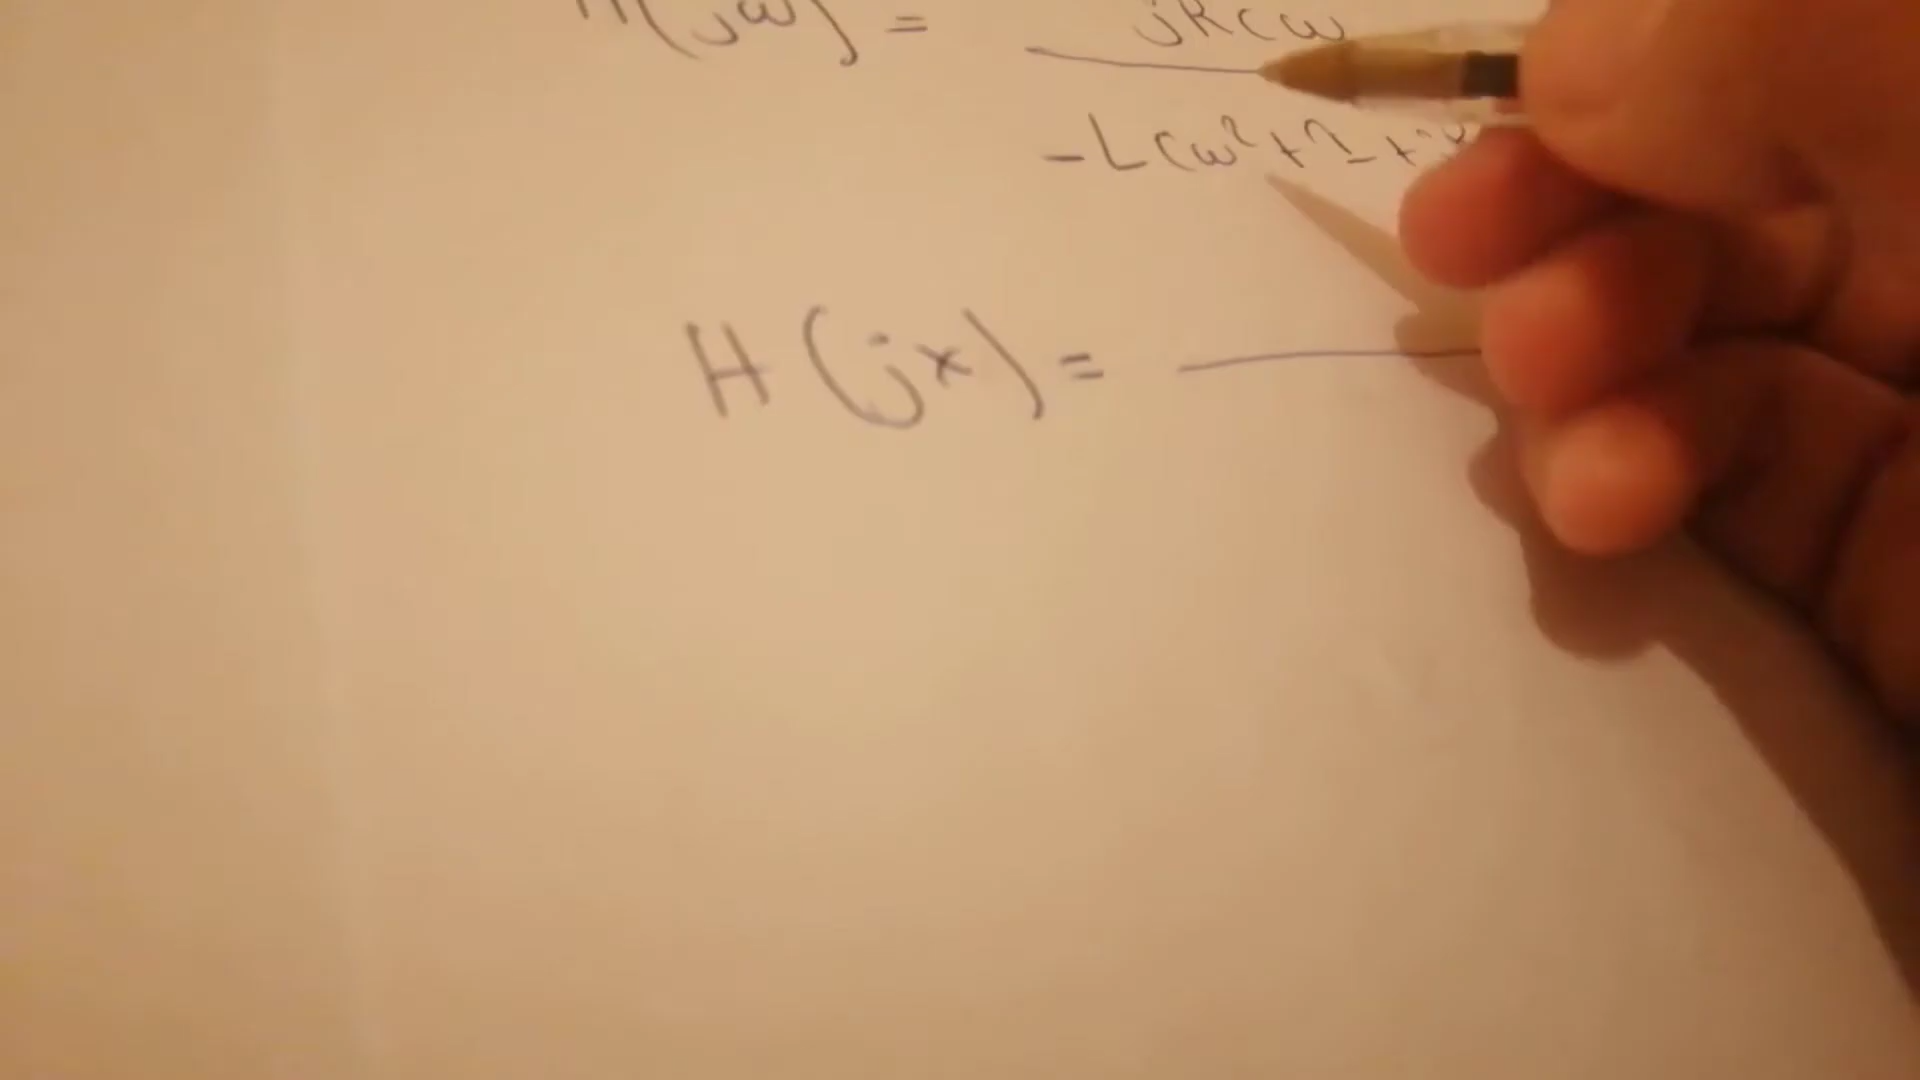 H(jω) = jRCω
-LCω²+1+j
H(jx) =